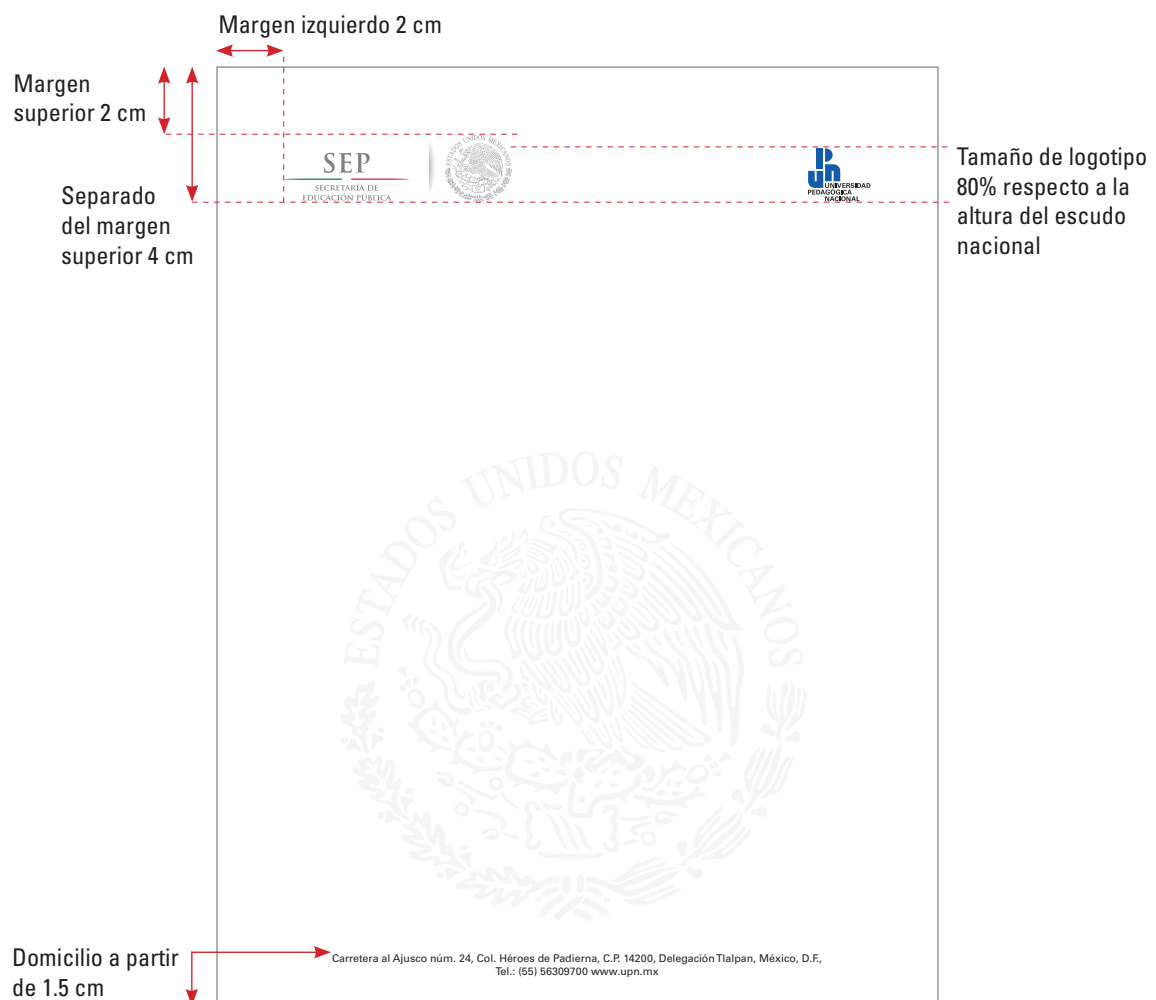 Margen izquierdo 2 cm
Margen
superior 2 cm
SEP
SECRETARÍA DE
EDUCACIÓN PÚBLICA
ESTADOS UNIDOS MEXICANOS
UNIVERSIDAD
PEDAGÓGICA
NACIONAL
Tamaño de logotipo
80% respecto a la
altura del escudo
nacional
Separado
del margen
superior 4 cm
ESTADOS UNIDOS MEXICANOS
Domicilio a partir
de 1.5 cm
Carretera al Ajusco núm. 24, Col. Héroes de Padierna, C.P. 14200, Delegación Tlalpan, México, D.F.,
Tel.: (55) 56309700 www.upn.mx